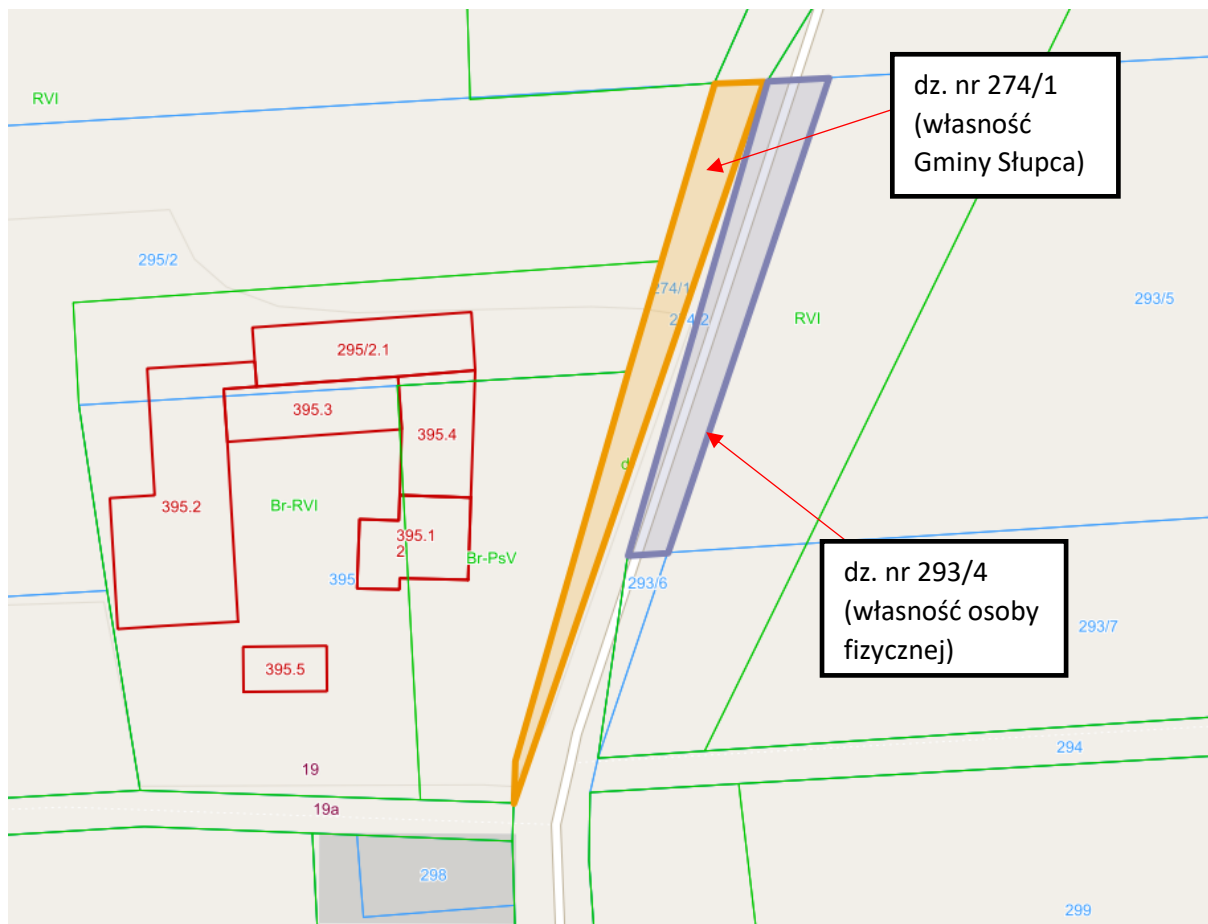 dz. nr 274/1
(własność
Gminy Słupca)
RVI
295/2
274/1
274/2
RVI
293/5
295/2.1
395.3
395.4
395.2
Br-RVI
395.1
2
Br-PsV
395
293/6
dz. nr 293/4
(własność osoby
fizycznej)
293/7
395.5
294
19
19a
298
299